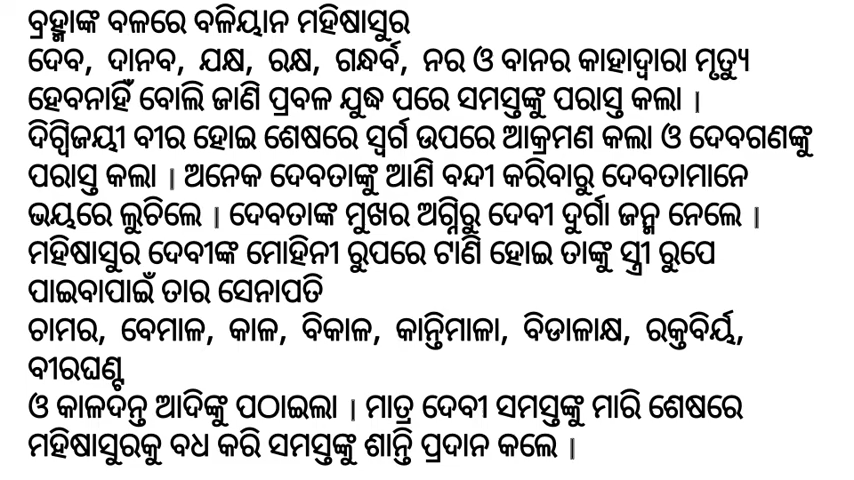 ବ୍ରହ୍ମାଙ୍କ ବଳରେ ବଳିୟାନ ମହିଷାସୁର
ଦେବ, ଦାନବ, ଯକ୍ଷ, ରକ୍ଷ, ଗନ୍ଧର୍ବ, ନର ଓ ବାନର କାହାଦ୍ୱାରା ମୃତ୍ୟୁ
ହେବନାହିଁ ବୋଲି ଜାଣି ପ୍ରବଳ ଯୁଦ୍ଧ ପରେ ସମସ୍ତଙ୍କୁ ପରାସ୍ତ କଲା |
ଦିଗ୍ୱିଜୟୀ ବୀର ହୋଇ ଶେଷରେ ସ୍ୱର୍ଗ ଉପରେ ଆକ୍ରମଣ କଲା ଓ ଦେବଗଣଙ୍କୁ
ପରାସ୍ତ କଲା | ଅନେକ ଦେବତାଙ୍କୁ ଆଣି ବନ୍ଦୀ କରିବାରୁ ଦେବତାମାନେ
ଭୟରେ ଲୁଚିଲେ | ଦେବତାଙ୍କ ମୁଖର ଅଗ୍ନିରୁ ଦେବୀ ଦୁର୍ଗା ଜନ୍ମ ନେଲେ |
ମହିଷାସୁର ଦେବୀଙ୍କ ମୋହିନୀ ରୁପରେ ଟାଣି ହୋଇ ତାଙ୍କୁ ସ୍ତ୍ରୀ ରୁପେ
ପାଇବାପାଇଁ ତାର ସେନାପତି
ଚାମର, ବେମାଳ, କାଳ, ବିକାଳ, କାନ୍ତିମାଳା, ବିଡାଳାକ୍ଷ, ରକ୍ତବିର୍ୟ,
ବୀରଘଣ୍ଟ
ଓ କାଳଦନ୍ତ ଆଦିଙ୍କୁ ପଠାଇଲା | ମାତ୍ର ଦେବୀ ସମସ୍ତଙ୍କୁ ମାରି ଶେଷରେ
ମହିଷାସୁରକୁ ବଧ କରି ସମସ୍ତଙ୍କୁ ଶାନ୍ତି ପ୍ରଦାନ କଲେ |